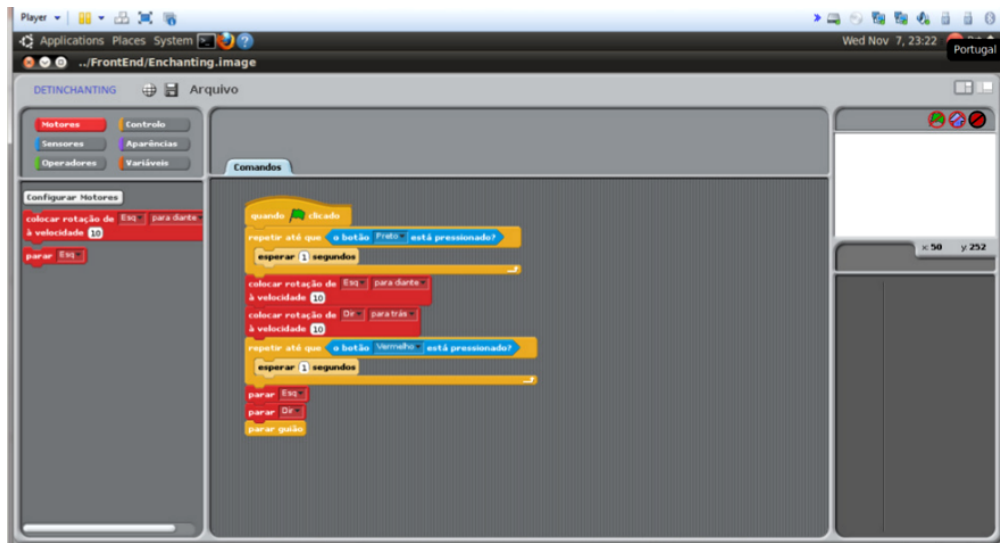 Player
Applications Places System
Wed Nov 7, 23:22
Portugal
../FrontEnd/Enchanting.image
DETINCHANTING
Arquivo
Motores
Controlo
Sensores
Aparências
Operadores
Variáveis
Comandos
Configurar Motores
colocar rotação de Esq para diante
à velocidade 10
parar Esq
quando clicado
repetir até que o botão Preto está pressionado?
esperar 1 segundos
colocar rotação de Esq para diante
à velocidade 10
colocar rotação de Dir para trás
à velocidade 10
repetir até que o botão Vermelho está pressionado?
esperar 1 segundos
parar Esq
parar Dir
parar guião
x: 50 y: 252